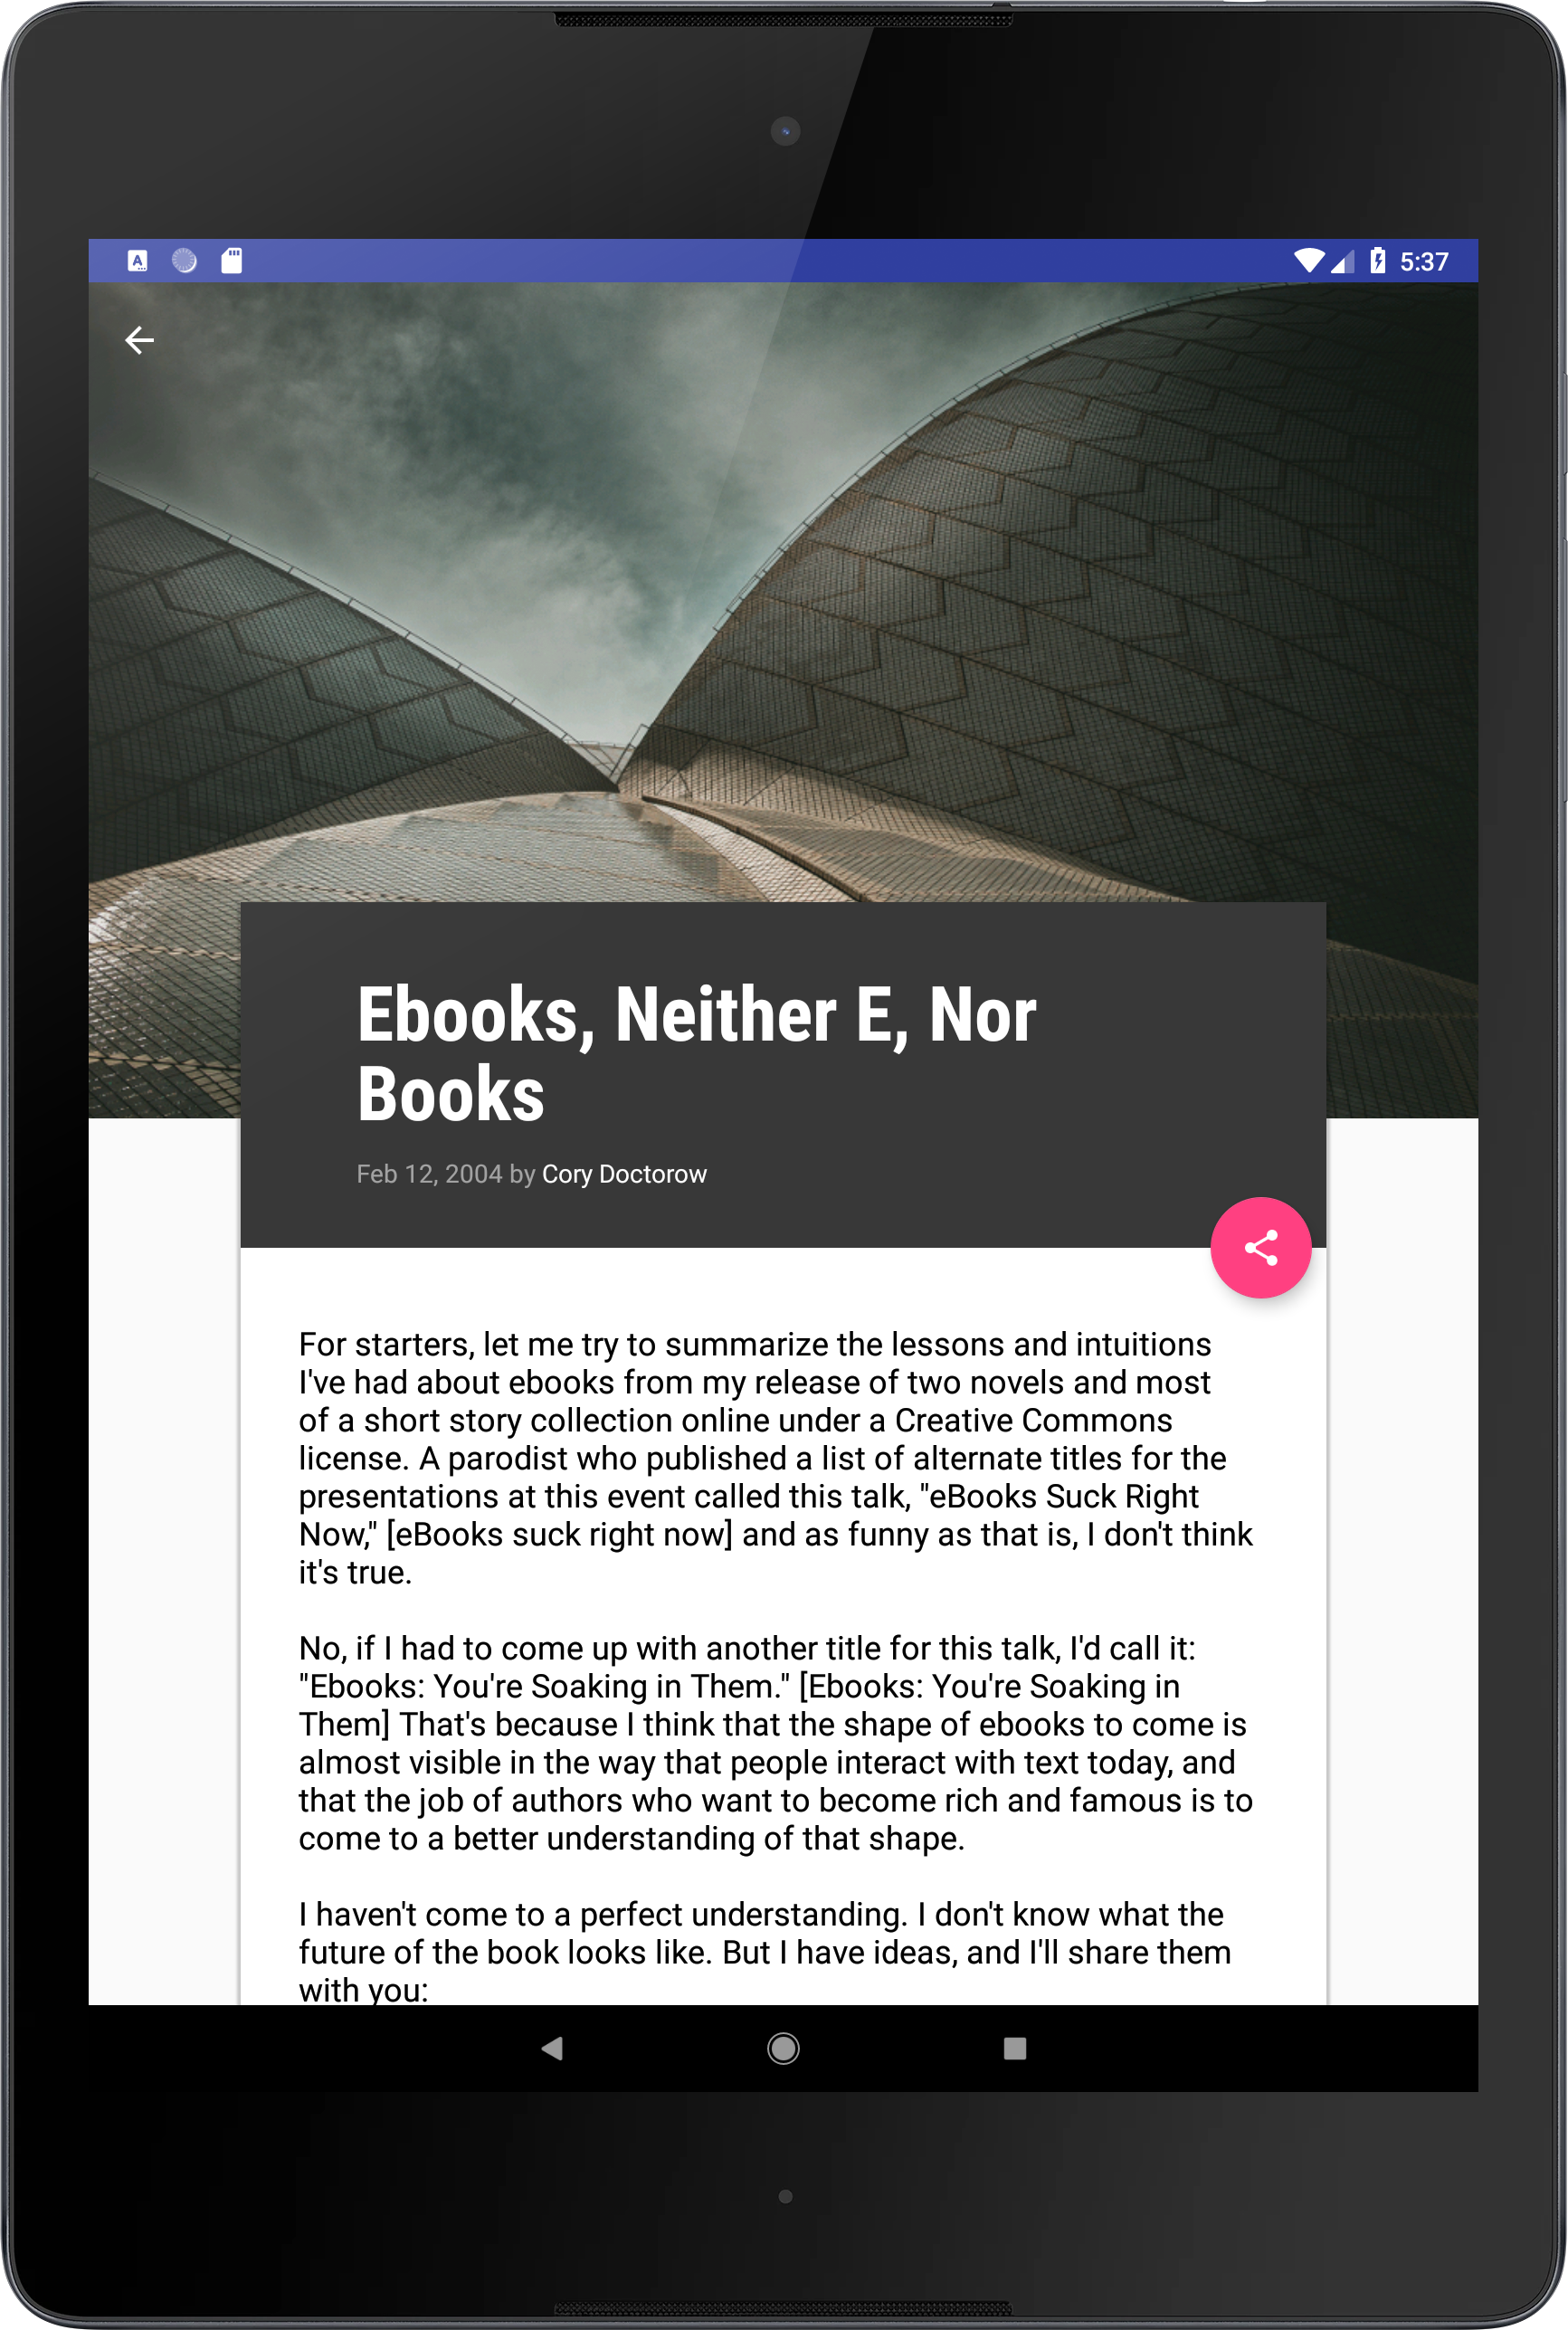 5:37
Ebooks, Neither E, Nor
Books
Feb 12, 2004 by Cory Doctorow
For starters, let me try to summarize the lessons and intuitions
I've had about ebooks from my release of two novels and most
of a short story collection online under a Creative Commons
license. A parodist who published a list of alternate titles for the
presentations at this event called this talk, "eBooks Suck Right
Now," [eBooks suck right now] and as funny as that is, I don't think
it's true.
No, if I had to come up with another title for this talk, I'd call it:
"Ebooks: You're Soaking in Them." [Ebooks: You're Soaking in
Them] That's because I think that the shape of ebooks to come is
almost visible in the way that people interact with text today, and
that the job of authors who want to become rich and famous is to
come to a better understanding of that shape.
I haven't come to a perfect understanding. I don't know what the
future of the book looks like. But I have ideas, and I'll share them
with you: